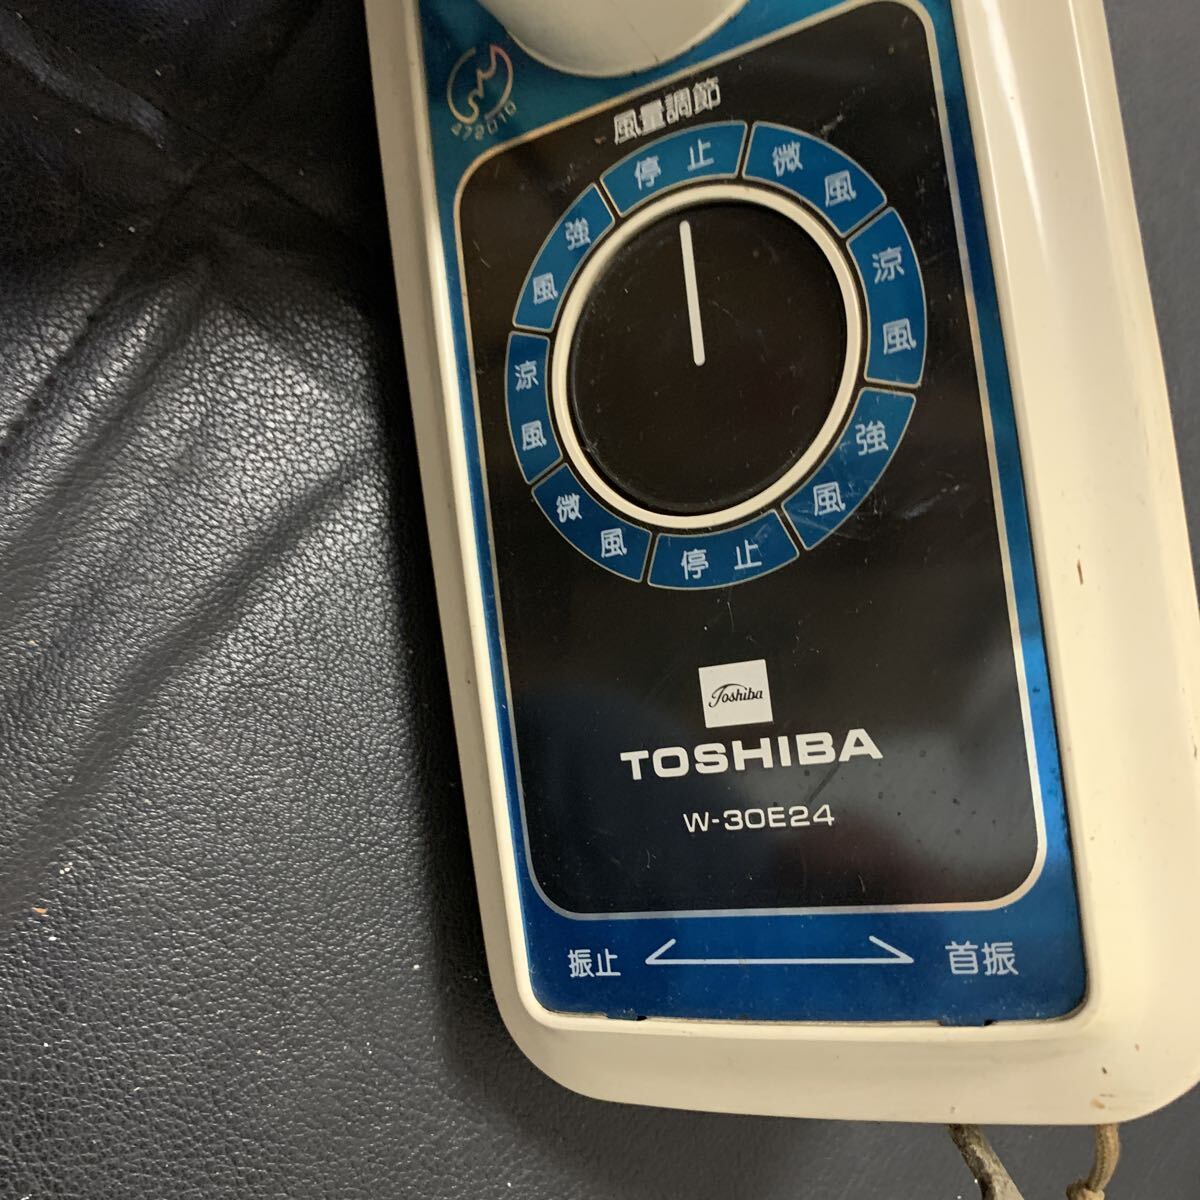 472019
風量調節
停止
微風
涼風
強風
停止
微風
涼風
強風
Toshiba
TOSHIBA
W-30E24
振止
首振